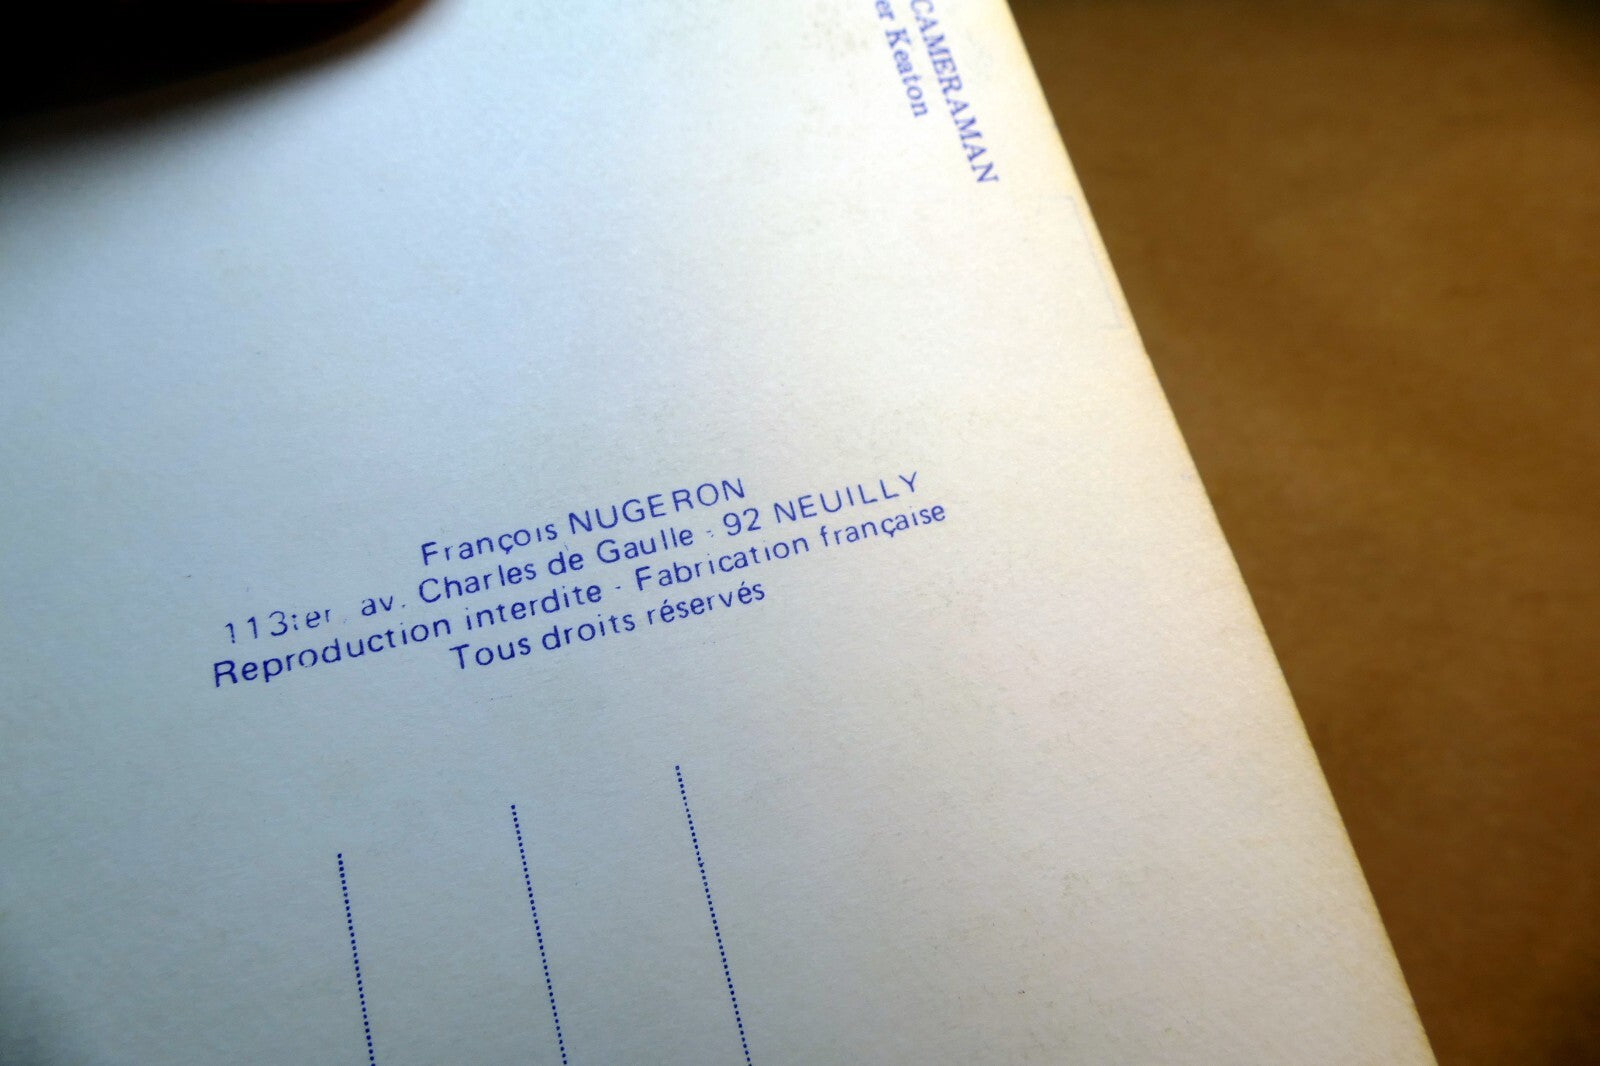 CAMERAMAN
er Keaton
François NUGERON
113ter. av. Charles de Gaulle - 92 NEUILLY
Reproduction interdite - Fabrication française
Tous droits réservés